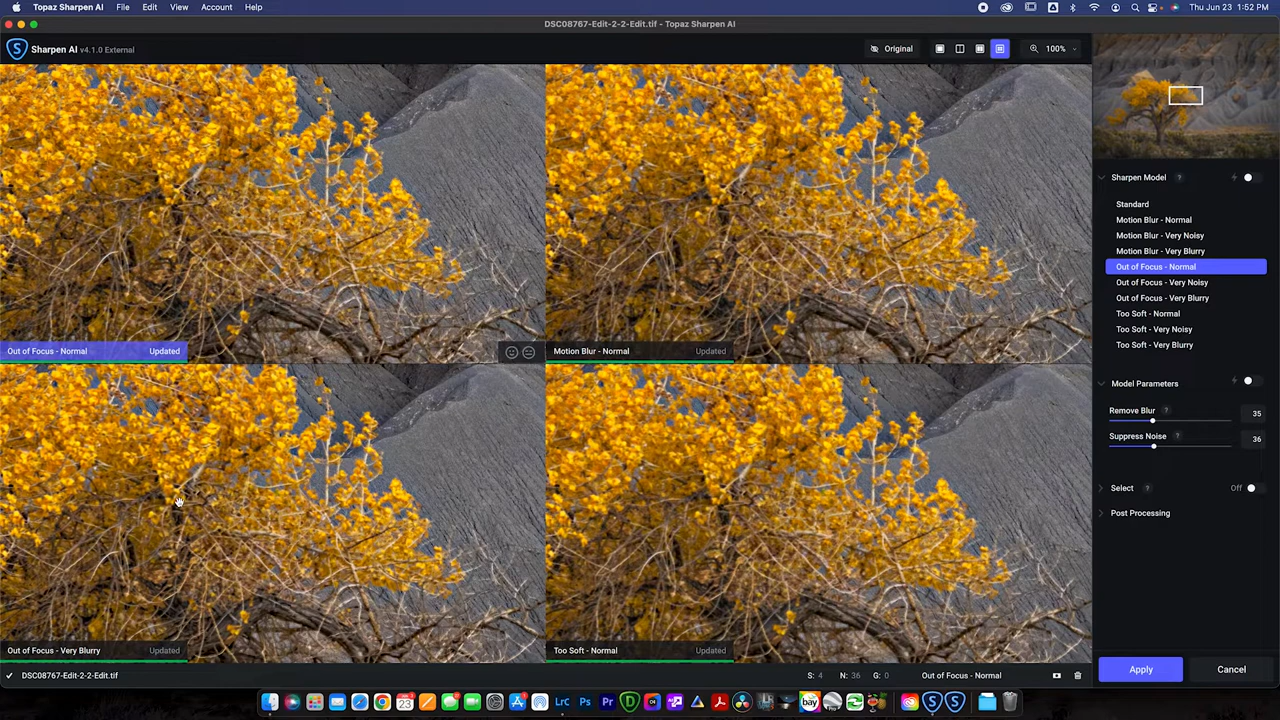 Topaz Sharpen AI File Edit View Account Help Thu Jun 23 1:52 PM
DSC08767-Edit-2-2-Edit.tif - Topaz Sharpen AI
Sharpen AI v4.1.0 External
Original
100%
Sharpen Model ?
Standard
Motion Blur - Normal
Motion Blur - Very Noisy
Motion Blur - Very Blurry
Out of Focus - Normal
Out of Focus - Very Noisy
Out of Focus - Very Blurry
Too Soft - Normal
Too Soft - Very Noisy
Too Soft - Very Blurry
Out of Focus - Normal Updated
Motion Blur - Normal Updated
Model Parameters
Remove Blur ? 35
Suppress Noise ? 36
Select ? Off
Post Processing
Out of Focus - Very Blurry Updated
Too Soft - Normal Updated
DSC08767-Edit-2-2-Edit.tif
S: 4 N: 36 G: 0 Out of Focus - Normal
Apply Cancel
23 LrC Ps Pr bay